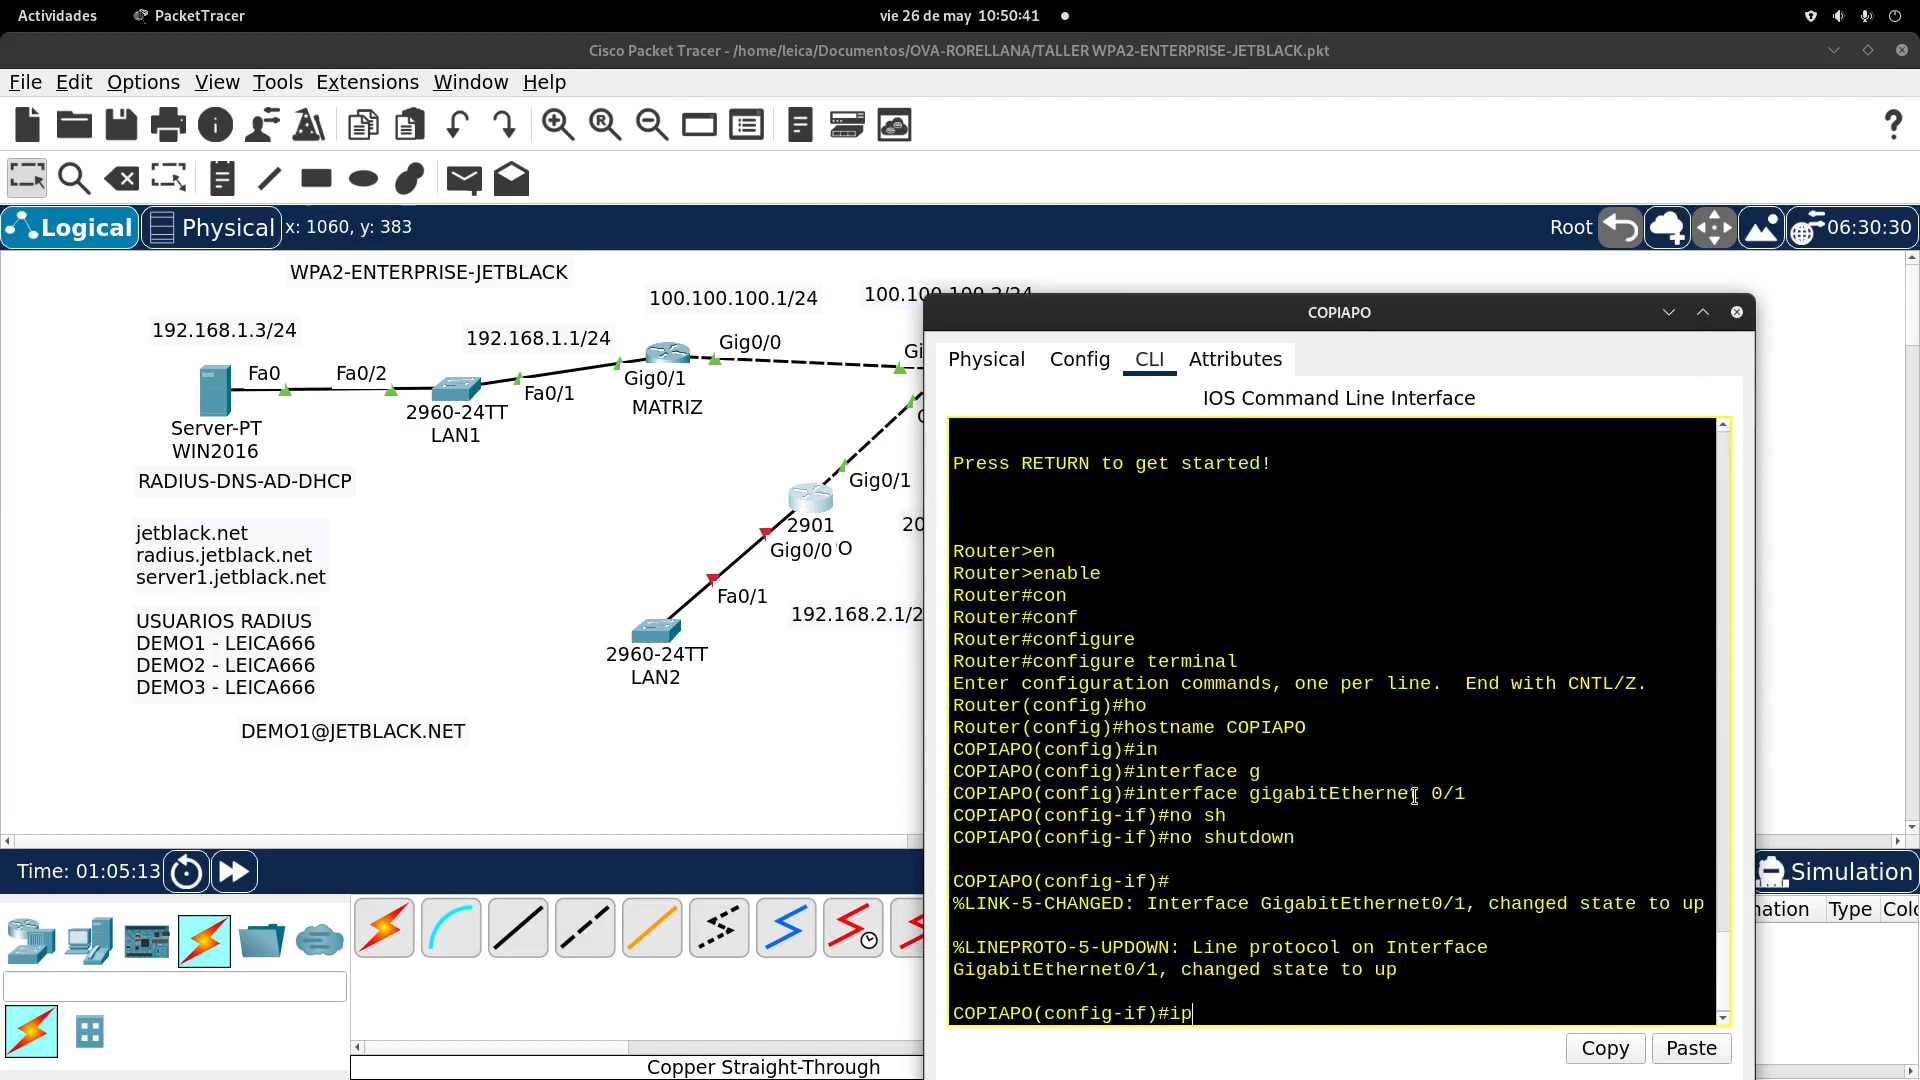 Actividades
PacketTracer
vie 26 de may 10:50:41
Cisco Packet Tracer - /home/leica/Documentos/OVA-RORELLANA/TALLER WPA2-ENTERPRISE-JETBLACK.pkt
File Edit Options View Tools Extensions Window Help
Logical
Physical
x: 1060, y: 383
Root
06:30:30
WPA2-ENTERPRISE-JETBLACK
100.100.100.1/24
192.168.1.3/24
192.168.1.1/24
Gig0/0
Fa0
Fa0/2
Gig0/1
Fa0/1
MATRIZ
2960-24TT
LAN1
Server-PT
WIN2016
RADIUS-DNS-AD-DHCP
Gig0/1
2901
Gig0/0
jetblack.net
radius.jetblack.net
server1.jetblack.net
Fa0/1
USUARIOS RADIUS
DEMO1 - LEICA666
DEMO2 - LEICA666
DEMO3 - LEICA666
2960-24TT
LAN2
DEMO1@JETBLACK.NET
COPIAPO
Physical Config CLI Attributes
IOS Command Line Interface
Press RETURN to get started!
Router>en
Router>enable
Router#con
Router#conf
Router#configure
Router#configure terminal
Enter configuration commands, one per line. End with CNTL/Z.
Router(config)#ho
Router(config)#hostname COPIAPO
COPIAPO(config)#in
COPIAPO(config)#interface g
COPIAPO(config)#interface gigabitEthernet 0/1
COPIAPO(config-if)#no sh
COPIAPO(config-if)#no shutdown
COPIAPO(config-if)#
%LINK-5-CHANGED: Interface GigabitEthernet0/1, changed state to up
%LINEPROTO-5-UPDOWN: Line protocol on Interface
GigabitEthernet0/1, changed state to up
COPIAPO(config-if)#ip
Copy
Paste
Time: 01:05:13
Simulation
Type
Copper Straight-Through